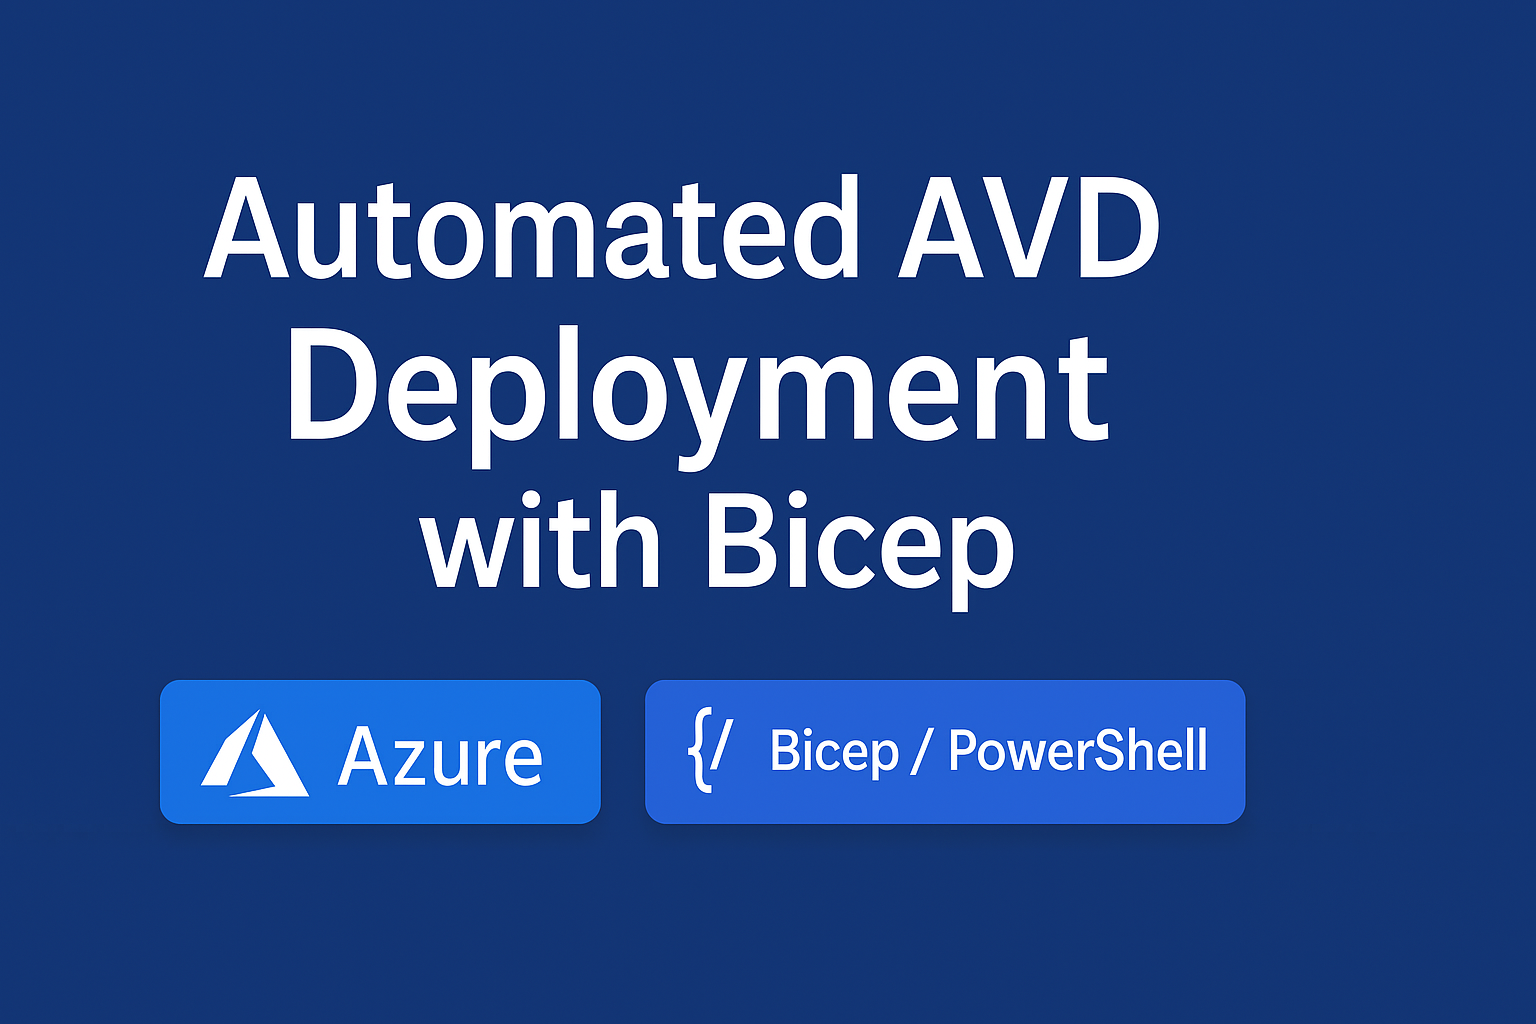 Automated AVD
Deployment
with Bicep
Azure
{/ Bicep / PowerShell